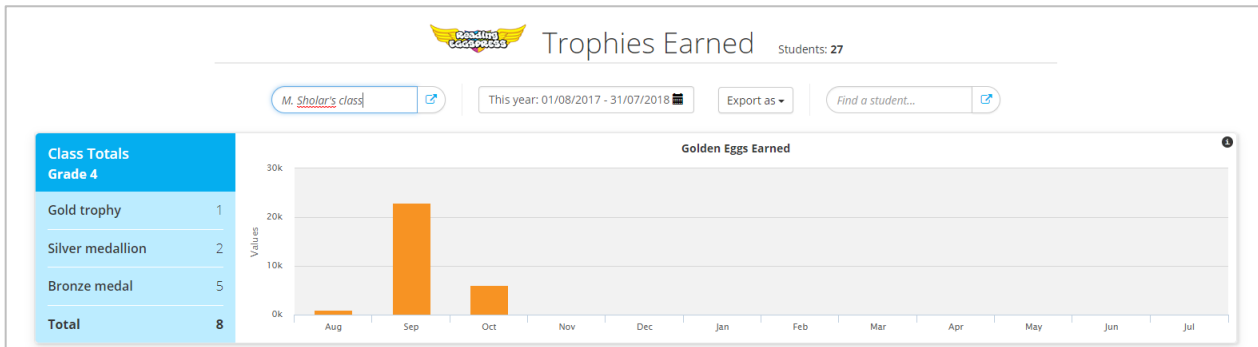 Reading
Eggspress
Trophies Earned
Students: 27
M. Sholar's class
This year: 01/08/2017 - 31/07/2018
Export as
Find a student...
Class Totals
Grade 4
Gold trophy 1
Silver medallion 2
Bronze medal 5
Total 8
Golden Eggs Earned
Values
30k
20k
10k
0k
Aug Sep Oct Nov Dec Jan Feb Mar Apr May Jun Jul